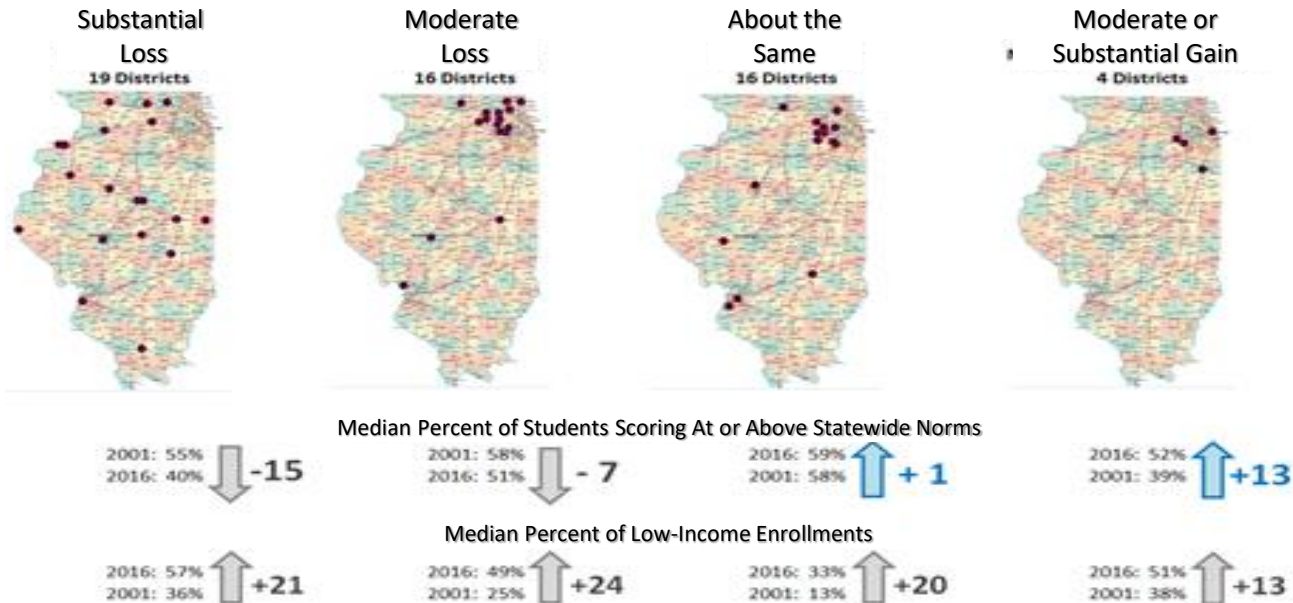 Substantial
Loss
19 Districts
Moderate
Loss
16 Districts
About the
Same
16 Districts
Moderate or
Substantial Gain
4 Districts
Median Percent of Students Scoring At or Above Statewide Norms
2001: 55%
2016: 40%
-15
2001: 58%
2016: 51%
- 7
2016: 59%
2001: 58%
+ 1
2016: 52%
2001: 39%
+13
Median Percent of Low-Income Enrollments
2016: 57%
2001: 36%
+21
2016: 49%
2001: 25%
+24
2016: 33%
2001: 13%
+20
2016: 51%
2001: 38%
+13